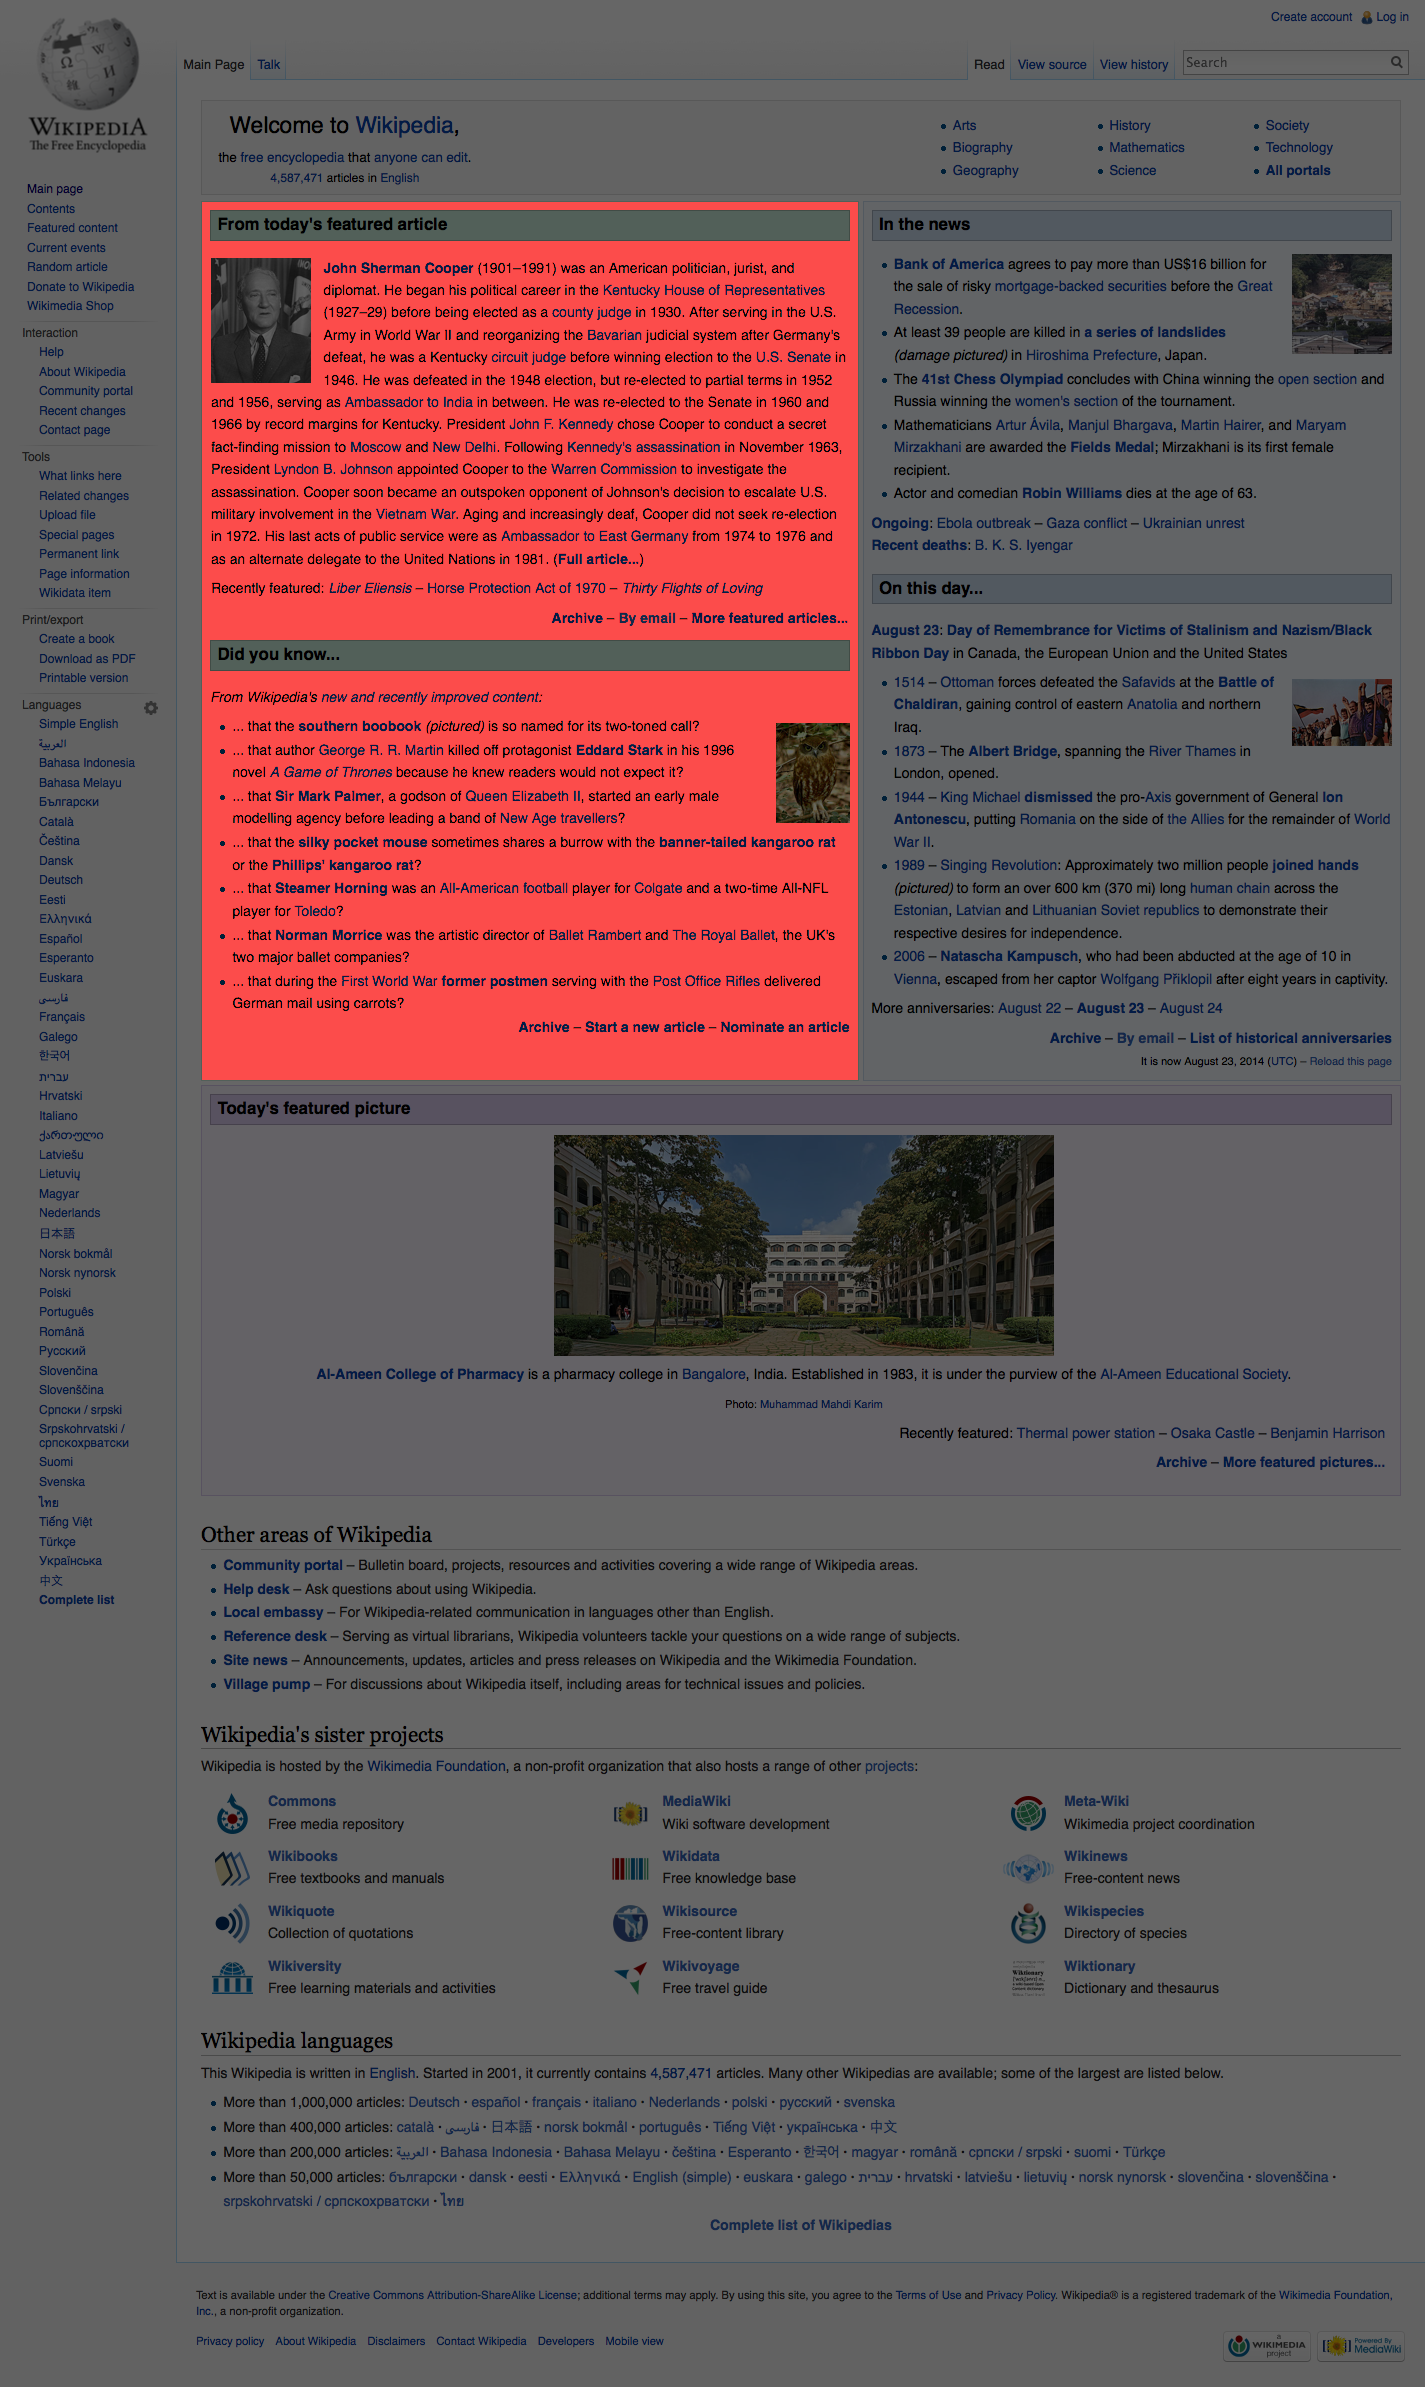 Create account Log in
WIKIPEDIA
The Free Encyclopedia
Main Page Talk
Read View source View history Search
Main page
Contents
Featured content
Current events
Random article
Donate to Wikipedia
Wikimedia Shop
Interaction
Help
About Wikipedia
Community portal
Recent changes
Contact page
Tools
What links here
Related changes
Upload file
Special pages
Permanent link
Page information
Wikidata item
Print/export
Create a book
Download as PDF
Printable version
Languages
Simple English
العربية
Bahasa Indonesia
Bahasa Melayu
Български
Català
Čeština
Dansk
Deutsch
Eesti
Ελληνικά
Español
Esperanto
Euskara
فارسی
Français
Galego
한국어
עברית
Hrvatski
Italiano
ქართული
Latviešu
Lietuvių
Magyar
Nederlands
日本語
Norsk bokmål
Norsk nynorsk
Polski
Português
Română
Русский
Slovenčina
Slovenščina
Српски / srpski
Srpskohrvatski /
српскохрватски
Suomi
Svenska
ไทย
Tiếng Việt
Türkçe
Українська
中文
Complete list
Welcome to Wikipedia,
the free encyclopedia that anyone can edit.
4,587,471 articles in English
Arts
Biography
Geography
History
Mathematics
Science
Society
Technology
All portals
From today's featured article
John Sherman Cooper (1901–1991) was an American politician, jurist, and
diplomat. He began his political career in the Kentucky House of Representatives
(1927–29) before being elected as a county judge in 1930. After serving in the U.S.
Army in World War II and reorganizing the Bavarian judicial system after Germany's
defeat, he was a Kentucky circuit judge before winning election to the U.S. Senate in
1946. He was defeated in the 1948 election, but re-elected to partial terms in 1952
and 1956, serving as Ambassador to India in between. He was re-elected to the Senate in 1960 and
1966 by record margins for Kentucky. President John F. Kennedy chose Cooper to conduct a secret
fact-finding mission to Moscow and New Delhi. Following Kennedy's assassination in November 1963,
President Lyndon B. Johnson appointed Cooper to the Warren Commission to investigate the
assassination. Cooper soon became an outspoken opponent of Johnson's decision to escalate U.S.
military involvement in the Vietnam War. Aging and increasingly deaf, Cooper did not seek re-election
in 1972. His last acts of public service were as Ambassador to East Germany from 1974 to 1976 and
as an alternate delegate to the United Nations in 1981. (Full article...)
Recently featured: Liber Eliensis – Horse Protection Act of 1970 – Thirty Flights of Loving
Archive – By email – More featured articles...
Did you know...
From Wikipedia's new and recently improved content:
... that the southern boobook (pictured) is so named for its two-toned call?
... that author George R. R. Martin killed off protagonist Eddard Stark in his 1996
novel A Game of Thrones because he knew readers would not expect it?
... that Sir Mark Palmer, a godson of Queen Elizabeth II, started an early male
modelling agency before leading a band of New Age travellers?
... that the silky pocket mouse sometimes shares a burrow with the banner-tailed kangaroo rat
or the Phillips' kangaroo rat?
... that Steamer Horning was an All-American football player for Colgate and a two-time All-NFL
player for Toledo?
... that Norman Morrice was the artistic director of Ballet Rambert and The Royal Ballet, the UK's
two major ballet companies?
... that during the First World War former postmen serving with the Post Office Rifles delivered
German mail using carrots?
Archive – Start a new article – Nominate an article
In the news
Bank of America agrees to pay more than US$16 billion for
the sale of risky mortgage-backed securities before the Great
Recession.
At least 39 people are killed in a series of landslides
(damage pictured) in Hiroshima Prefecture, Japan.
The 41st Chess Olympiad concludes with China winning the open section and
Russia winning the women's section of the tournament.
Mathematicians Artur Ávila, Manjul Bhargava, Martin Hairer, and Maryam
Mirzakhani are awarded the Fields Medal; Mirzakhani is its first female
recipient.
Actor and comedian Robin Williams dies at the age of 63.
Ongoing: Ebola outbreak – Gaza conflict – Ukrainian unrest
Recent deaths: B. K. S. Iyengar
On this day...
August 23: Day of Remembrance for Victims of Stalinism and Nazism/Black
Ribbon Day in Canada, the European Union and the United States
1514 – Ottoman forces defeated the Safavids at the Battle of
Chaldiran, gaining control of eastern Anatolia and northern
Iraq.
1873 – The Albert Bridge, spanning the River Thames in
London, opened.
1944 – King Michael dismissed the pro-Axis government of General Ion
Antonescu, putting Romania on the side of the Allies for the remainder of World
War II.
1989 – Singing Revolution: Approximately two million people joined hands
(pictured) to form an over 600 km (370 mi) long human chain across the
Estonian, Latvian and Lithuanian Soviet republics to demonstrate their
respective desires for independence.
2006 – Natascha Kampusch, who had been abducted at the age of 10 in
Vienna, escaped from her captor Wolfgang Přiklopil after eight years in captivity.
More anniversaries: August 22 – August 23 – August 24
Archive – By email – List of historical anniversaries
It is now August 23, 2014 (UTC) – Reload this page
Today's featured picture
Al-Ameen College of Pharmacy is a pharmacy college in Bangalore, India. Established in 1983, it is under the purview of the Al-Ameen Educational Society.
Photo: Muhammad Mahdi Karim
Recently featured: Thermal power station – Osaka Castle – Benjamin Harrison
Archive – More featured pictures...
Other areas of Wikipedia
Community portal – Bulletin board, projects, resources and activities covering a wide range of Wikipedia areas.
Help desk – Ask questions about using Wikipedia.
Local embassy – For Wikipedia-related communication in languages other than English.
Reference desk – Serving as virtual librarians, Wikipedia volunteers tackle your questions on a wide range of subjects.
Site news – Announcements, updates, articles and press releases on Wikipedia and the Wikimedia Foundation.
Village pump – For discussions about Wikipedia itself, including areas for technical issues and policies.
Wikipedia's sister projects
Wikipedia is hosted by the Wikimedia Foundation, a non-profit organization that also hosts a range of other projects:
Commons
Free media repository
MediaWiki
Wiki software development
Meta-Wiki
Wikimedia project coordination
Wikibooks
Free textbooks and manuals
Wikidata
Free knowledge base
Wikinews
Free-content news
Wikiquote
Collection of quotations
Wikisource
Free-content library
Wikispecies
Directory of species
Wikiversity
Free learning materials and activities
Wikivoyage
Free travel guide
Wiktionary
Wiktionary
Dictionary and thesaurus
Wikipedia languages
This Wikipedia is written in English. Started in 2001, it currently contains 4,587,471 articles. Many other Wikipedias are available; some of the largest are listed below.
More than 1,000,000 articles: Deutsch · español · français · italiano · Nederlands · polski · русский · svenska
More than 400,000 articles: català · فارسی · 日本語 · norsk bokmål · português · Tiếng Việt · українська · 中文
More than 200,000 articles: العربية · Bahasa Indonesia · Bahasa Melayu · čeština · Esperanto · 한국어 · magyar · română · српски / srpski · suomi · Türkçe
More than 50,000 articles: български · dansk · eesti · Ελληνικά · English (simple) · euskara · galego · עברית · hrvatski · latviešu · lietuvių · norsk nynorsk · slovenčina · slovenščina ·
srpskohrvatski / српскохрватски · ไทย
Complete list of Wikipedias
Text is available under the Creative Commons Attribution-ShareAlike License; additional terms may apply. By using this site, you agree to the Terms of Use and Privacy Policy. Wikipedia® is a registered trademark of the Wikimedia Foundation,
Inc., a non-profit organization.
Privacy policy About Wikipedia Disclaimers Contact Wikipedia Developers Mobile view
a
WIKIMEDIA
project
Powered By
MediaWiki